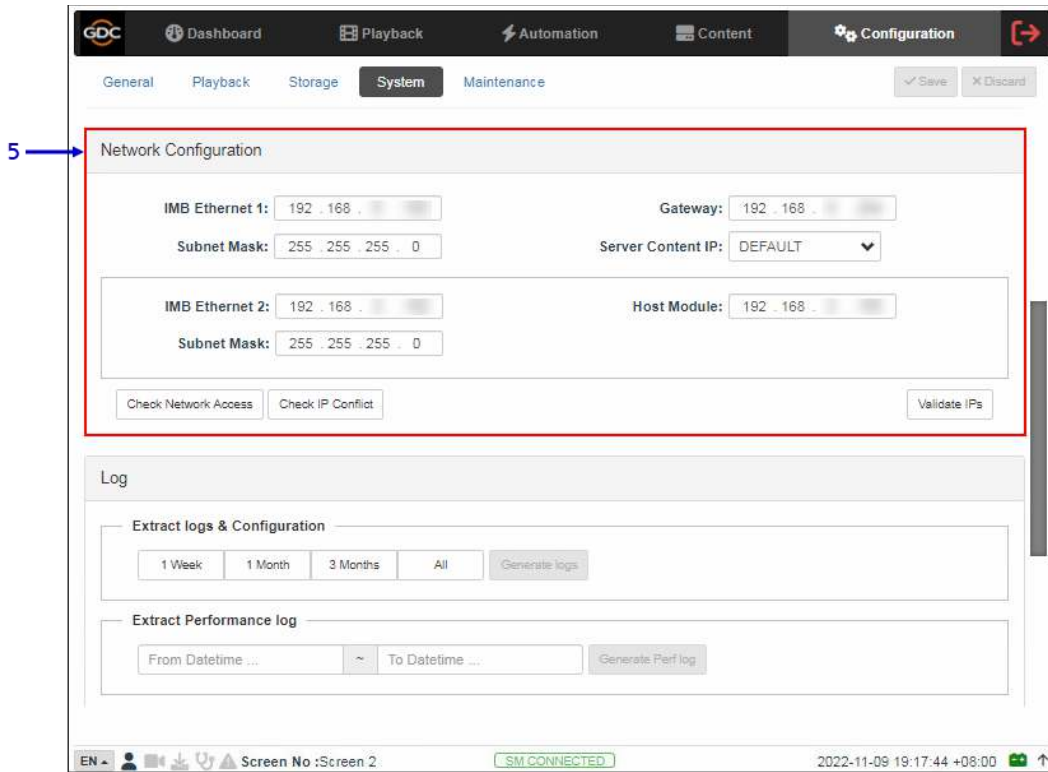 GDC Dashboard Playback Automation Content Configuration
General Playback Storage System Maintenance Save Discard
5
Network Configuration
IMB Ethernet 1: 192 . 168 . Gateway: 192 . 168 .
Subnet Mask: 255 . 255 . 255 . 0 Server Content IP: DEFAULT
IMB Ethernet 2: 192 . 168 . Host Module: 192 . 168 .
Subnet Mask: 255 . 255 . 255 . 0
Check Network Access Check IP Conflict Validate IPs
Log
Extract logs & Configuration
1 Week 1 Month 3 Months All Generate logs
Extract Performance log
From Datetime ... ~ To Datetime ... Generate Perf log
EN Screen No :Screen 2 SM CONNECTED 2022-11-09 19:17:44 +08:00